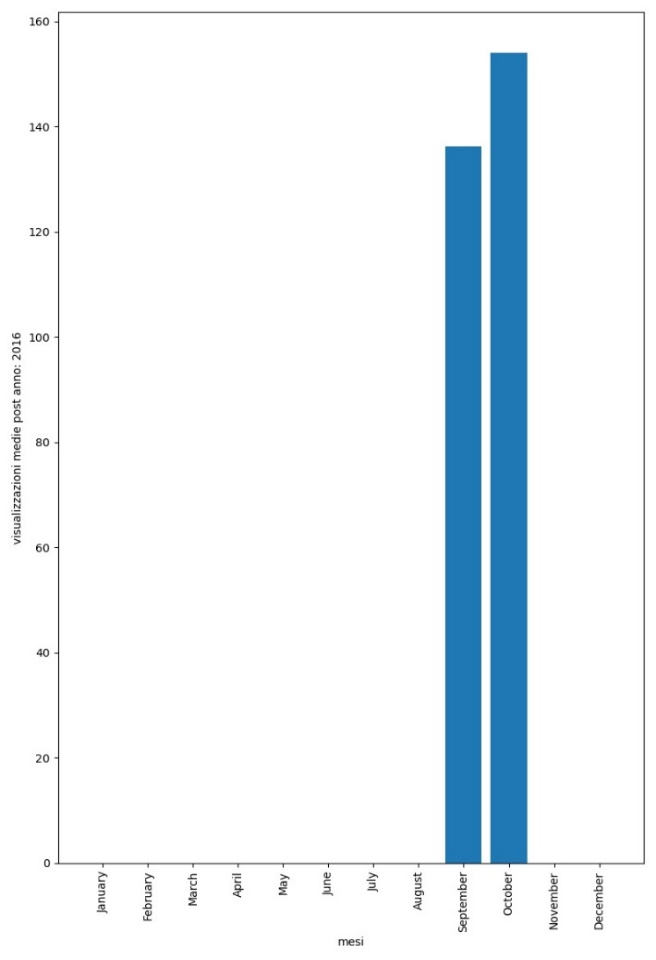 160
140
120
100
80
60
40
20
0
visualizzazioni medie post anno: 2016
January
February
March
April
May
June
July
August
September
October
November
December
mesi